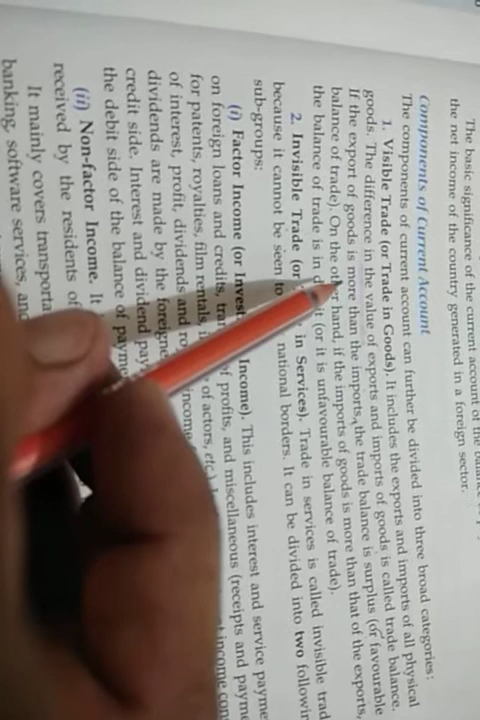 The basic significance of the current account of the
the net income of the country generated in a foreign sector.
Components of Current Account
The components of current account can further be divided into three broad categories:
1. Visible Trade (or Trade in Goods). It includes the exports and imports of all physical
goods. The difference in the value of exports and imports of goods is called trade balance.
If the export of goods is more than the imports, the trade balance is surplus (or favourable
balance of trade). On the other hand, if the imports of goods is more than that of the exports,
the balance of trade is in (or it is unfavourable balance of trade).
2. Invisible Trade (or in Services). Trade in services is called invisible trad
because it cannot be seen to national borders. It can be divided into two followin
sub-groups:
(i) Factor Income (or Invest Income). This includes interest and service payme
on foreign loans and credits, of profits, and miscellaneous (receipts and payme
for patents, royalties, film rentals, of actors, etc.)
of interest, profit, dividends and income
dividends are made by the
credit side. Interest and dividend
the debit side of the balance of
(ii) Non-factor Income. It
received by the residents of
It mainly covers
banking, software services, and